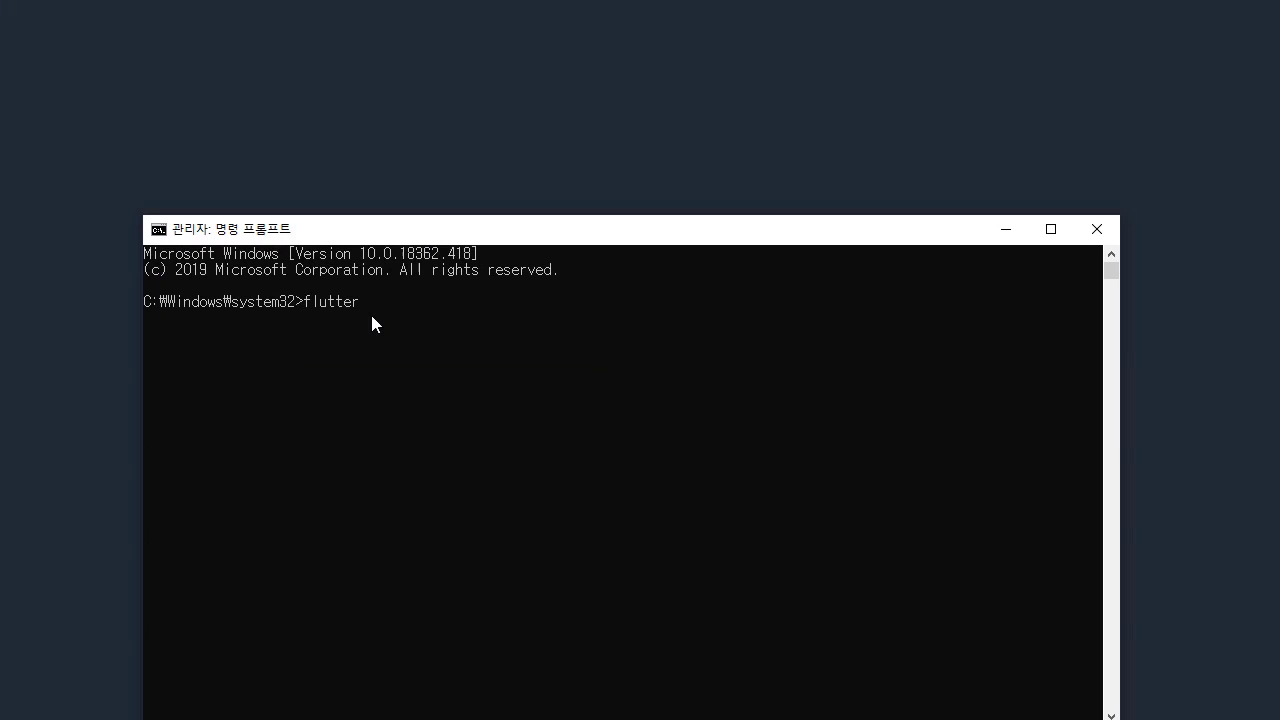 관리자: 명령 프롬프트
Microsoft Windows [Version 10.0.18362.418]
(c) 2019 Microsoft Corporation. All rights reserved.
C:₩Windows₩system32>flutter